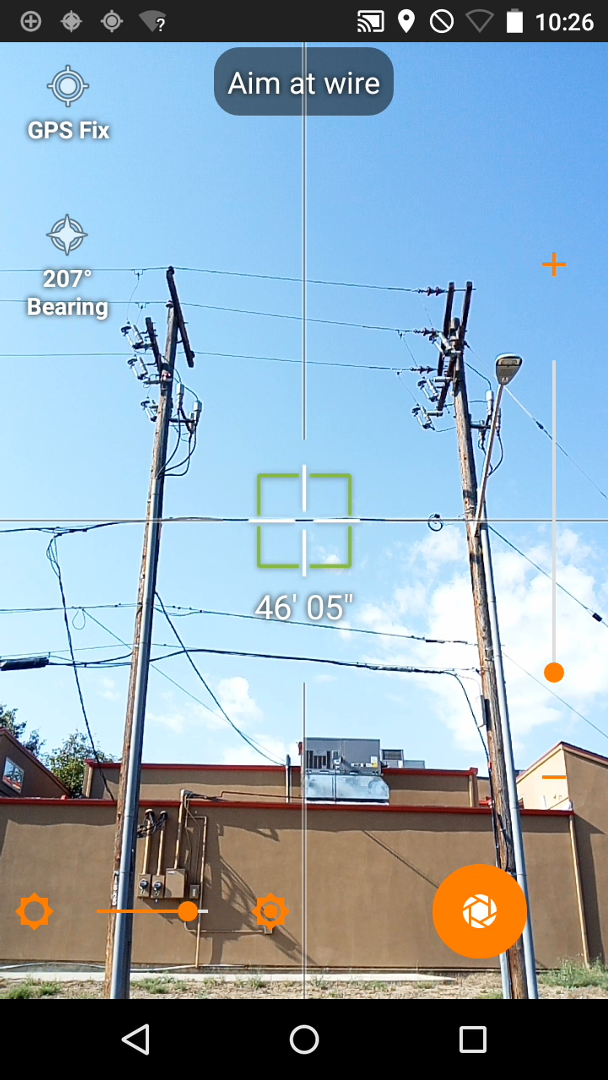 ?
10:26
Aim at wire
GPS Fix
207°
Bearing
46' 05"